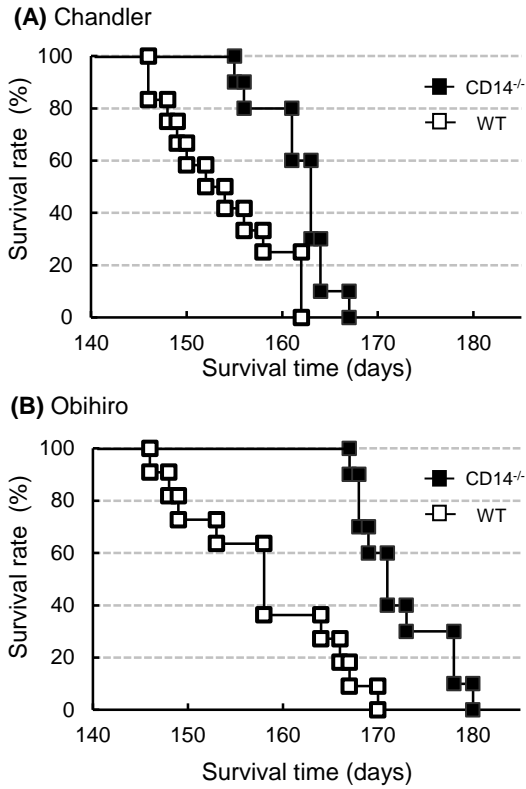 (A) Chandler
Survival rate (%)
100
80
60
40
20
0
CD14-/-
WT
140 150 160 170 180
Survival time (days)
(B) Obihiro
Survival rate (%)
100
80
60
40
20
0
CD14-/-
WT
140 150 160 170 180
Survival time (days)